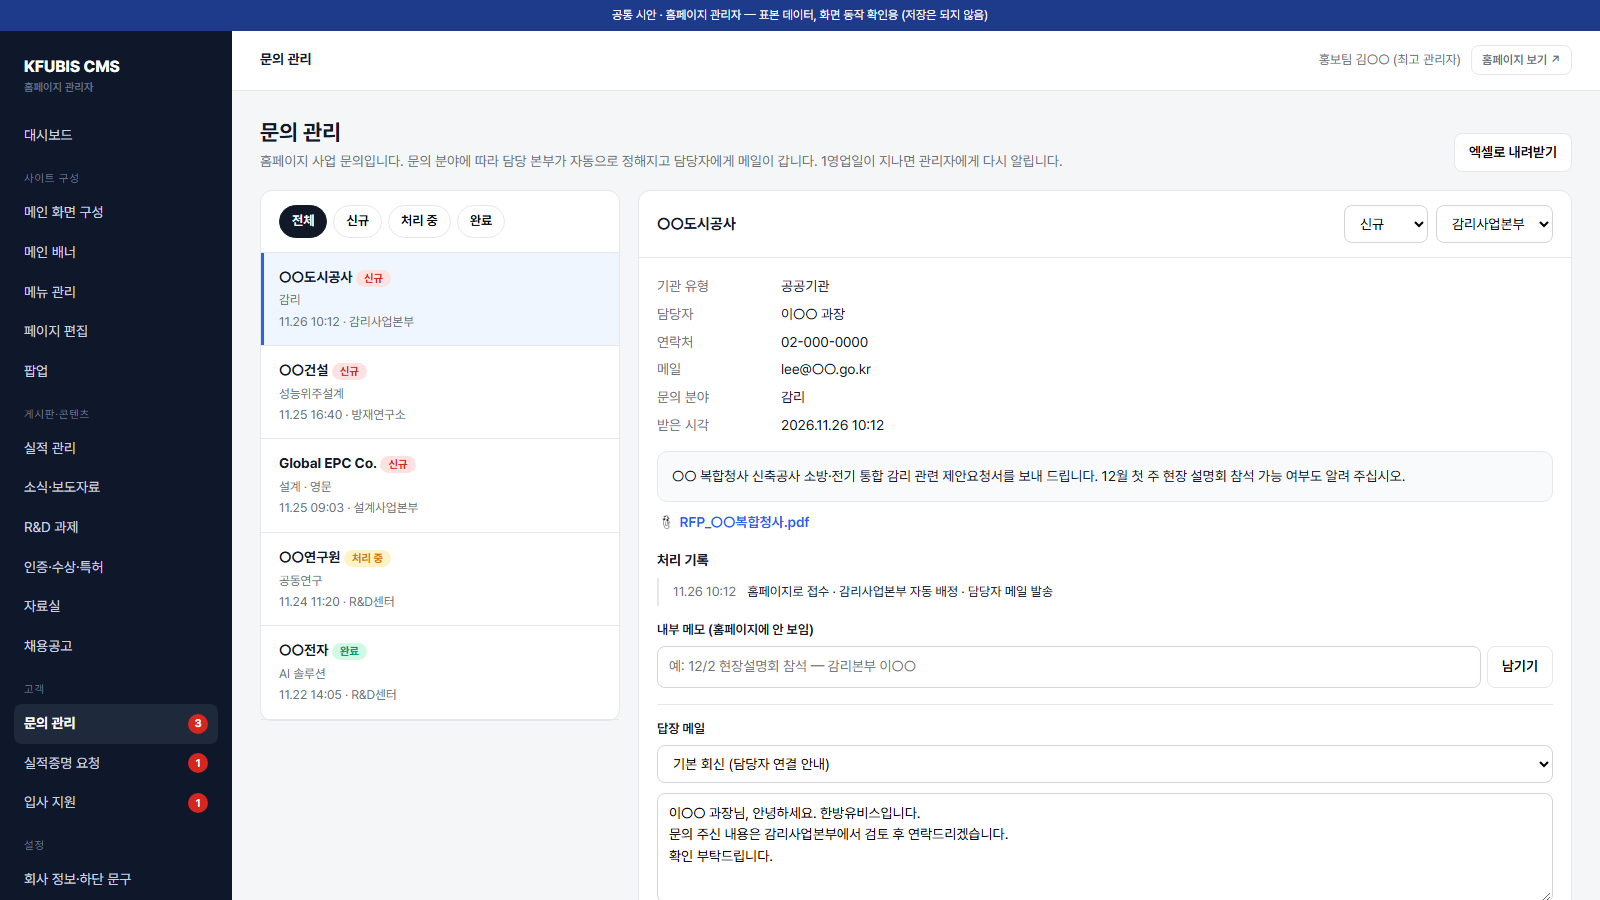 공통 시안 · 홈페이지 관리자 — 표본 데이터, 화면 동작 확인용 (저장은 되지 않음)
KFUBIS CMS
홈페이지 관리자
대시보드
사이트 구성
메인 화면 구성
메인 배너
메뉴 관리
페이지 편집
팝업
게시판·콘텐츠
실적 관리
소식·보도자료
R&D 과제
인증·수상·특허
자료실
채용공고
고객
문의 관리 3
실적증명 요청 1
입사 지원 1
설정
회사 정보·하단 문구
문의 관리
홍보팀 김○○ (최고 관리자)
홈페이지 보기 ↗
문의 관리
홈페이지 사업 문의입니다. 문의 분야에 따라 담당 본부가 자동으로 정해지고 담당자에게 메일이 갑니다. 1영업일이 지나면 관리자에게 다시 알립니다.
엑셀로 내려받기
전체 신규 처리 중 완료
○○도시공사 신규
감리
11.26 10:12 · 감리사업본부
○○건설 신규
성능위주설계
11.25 16:40 · 방재연구소
Global EPC Co. 신규
설계 · 영문
11.25 09:03 · 설계사업본부
○○연구원 처리 중
공동연구
11.24 11:20 · R&D센터
○○전자 완료
AI 솔루션
11.22 14:05 · R&D센터
○○도시공사
신규 감리사업본부
기관 유형 공공기관
담당자 이○○ 과장
연락처 02-000-0000
메일 lee@○○.go.kr
문의 분야 감리
받은 시각 2026.11.26 10:12
○○ 복합청사 신축공사 소방·전기 통합 감리 관련 제안요청서를 보내 드립니다. 12월 첫 주 현장 설명회 참석 가능 여부도 알려 주십시오.
RFP_○○복합청사.pdf
처리 기록
11.26 10:12 홈페이지로 접수 · 감리사업본부 자동 배정 · 담당자 메일 발송
내부 메모 (홈페이지에 안 보임)
예: 12/2 현장설명회 참석 — 감리본부 이○○
남기기
답장 메일
기본 회신 (담당자 연결 안내)
이○○ 과장님, 안녕하세요. 한방유비스입니다.
문의 주신 내용은 감리사업본부에서 검토 후 연락드리겠습니다.
확인 부탁드립니다.